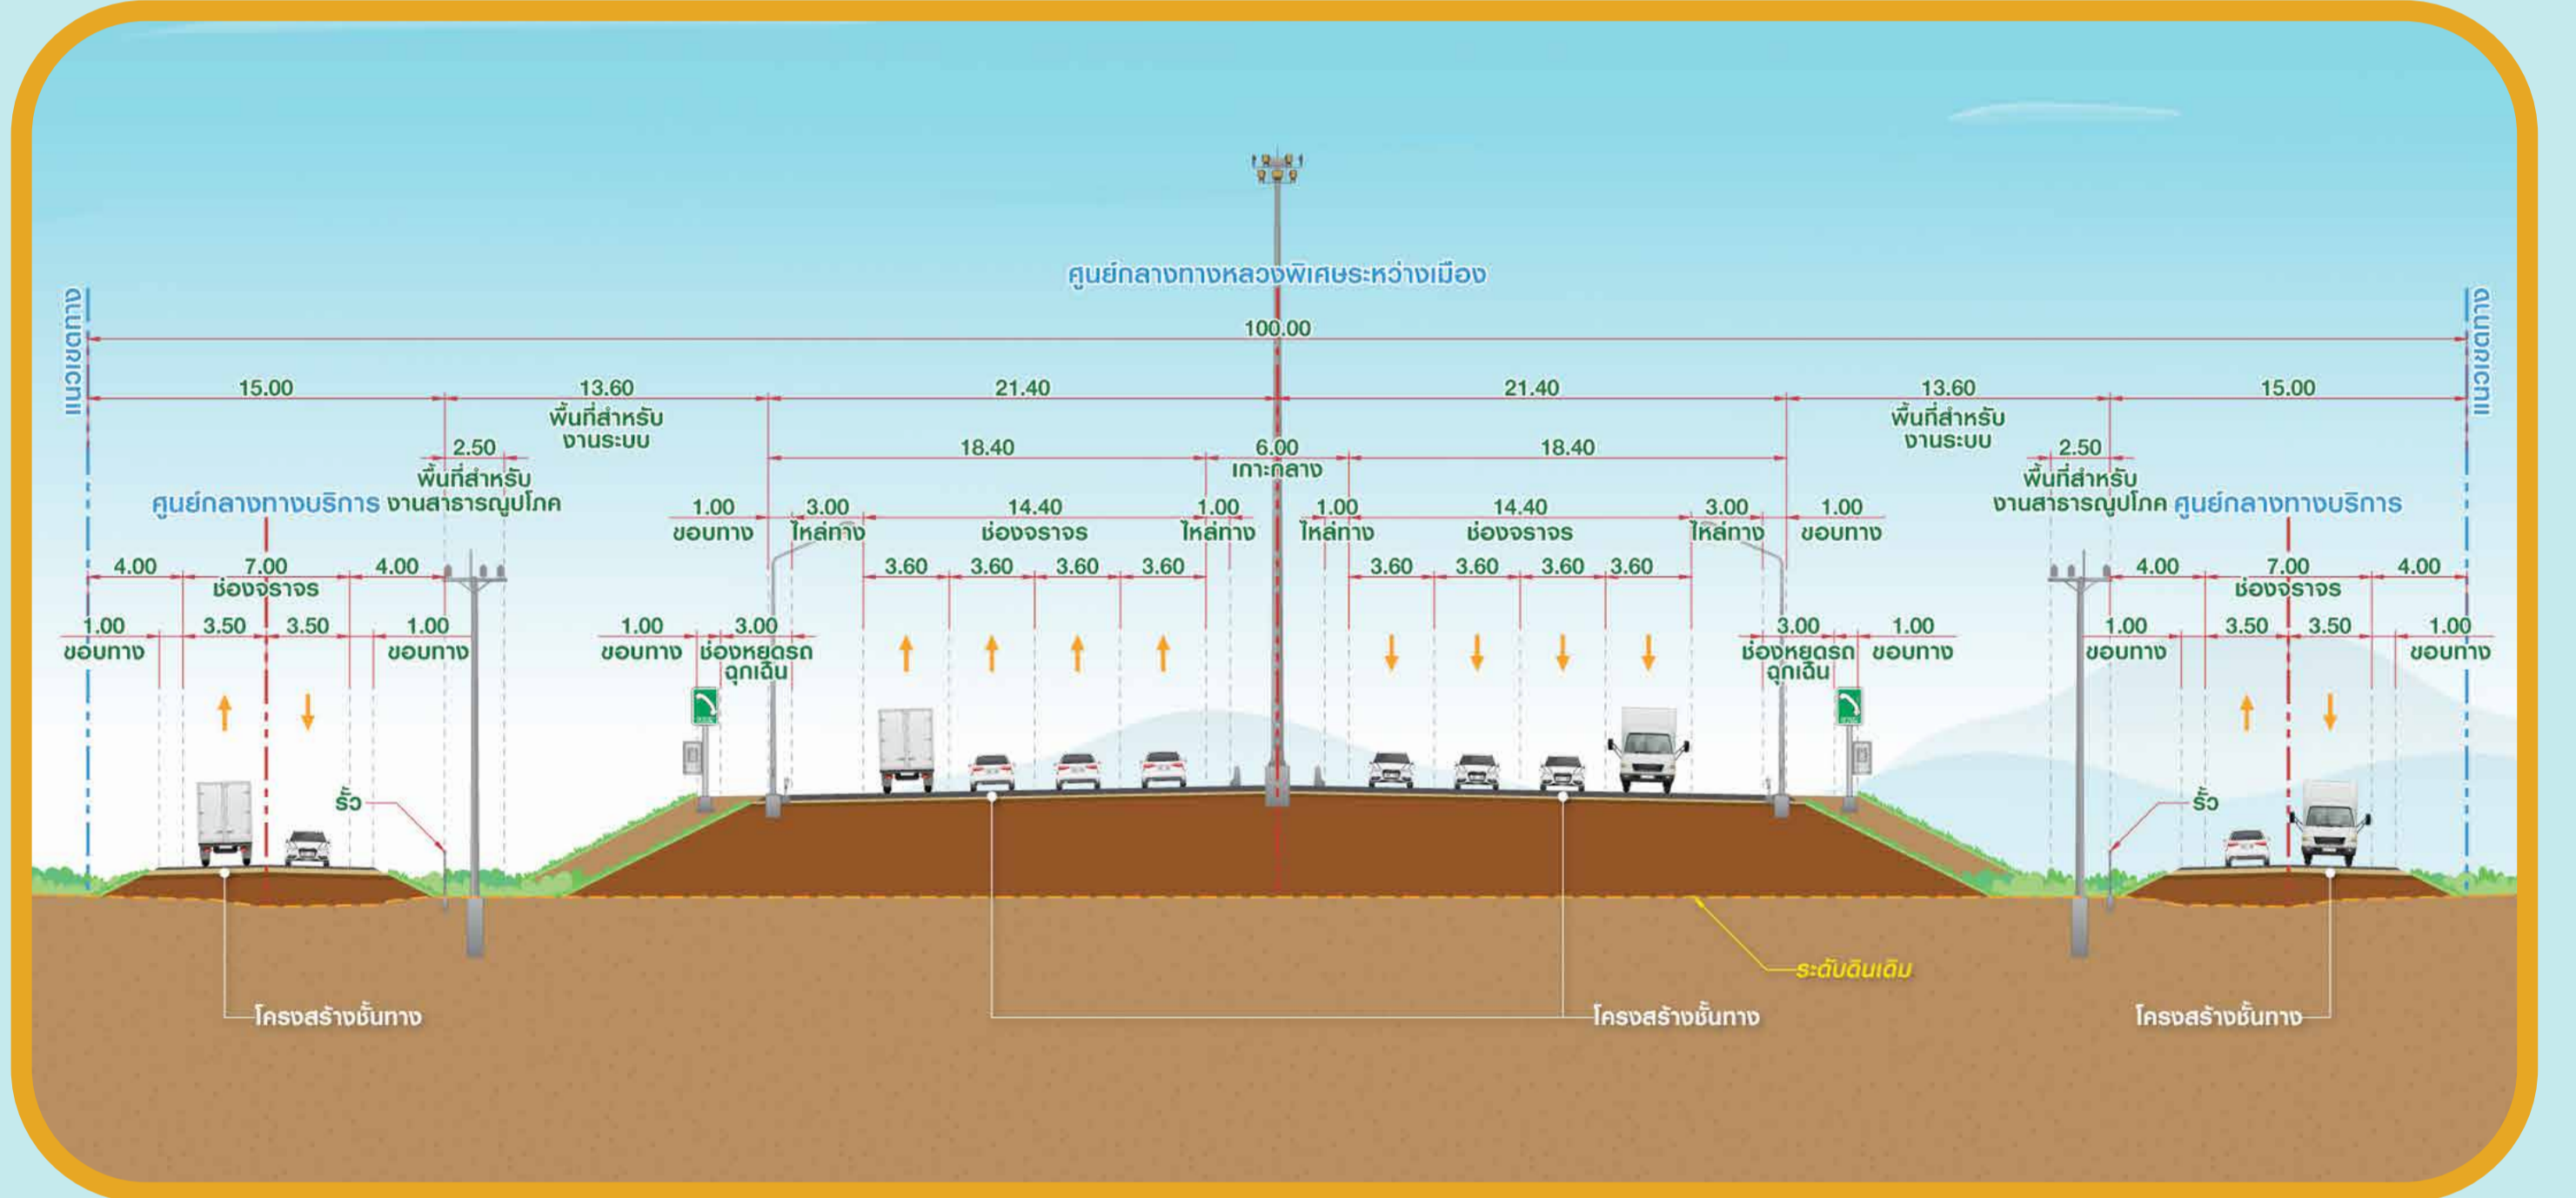 ศูนย์กลางทางหลวงพิเศษระหว่างเมือง
แนวเขตทาง
แนวเขตทาง
100.00
15.00
13.60
21.40
21.40
13.60
15.00
พื้นที่สำหรับ
งานระบบ
พื้นที่สำหรับ
งานระบบ
2.50
18.40
6.00
18.40
2.50
เกาะกลาง
พื้นที่สำหรับ
งานสาธารณูปโภค
พื้นที่สำหรับ
งานสาธารณูปโภค
ศูนย์กลางทางบริการ
ศูนย์กลางทางบริการ
1.00
3.00
14.40
1.00
1.00
14.40
3.00
1.00
ขอบทาง
ไหล่ทาง
ช่องจราจร
ไหล่ทาง
ไหล่ทาง
ช่องจราจร
ไหล่ทาง
ขอบทาง
4.00
7.00
4.00
3.60
3.60
3.60
3.60
3.60
3.60
3.60
3.60
4.00
7.00
4.00
ช่องจราจร
ช่องจราจร
1.00
3.50
3.50
1.00
1.00
3.00
3.00
1.00
1.00
3.50
3.50
1.00
ขอบทาง
ขอบทาง
ขอบทาง
ช่องหยุดรถ
ฉุกเฉิน
ช่องหยุดรถ
ฉุกเฉิน
ขอบทาง
ขอบทาง
ขอบทาง
รั้ว
รั้ว
ระดับดินเดิม
โครงสร้างชั้นทาง
โครงสร้างชั้นทาง
โครงสร้างชั้นทาง